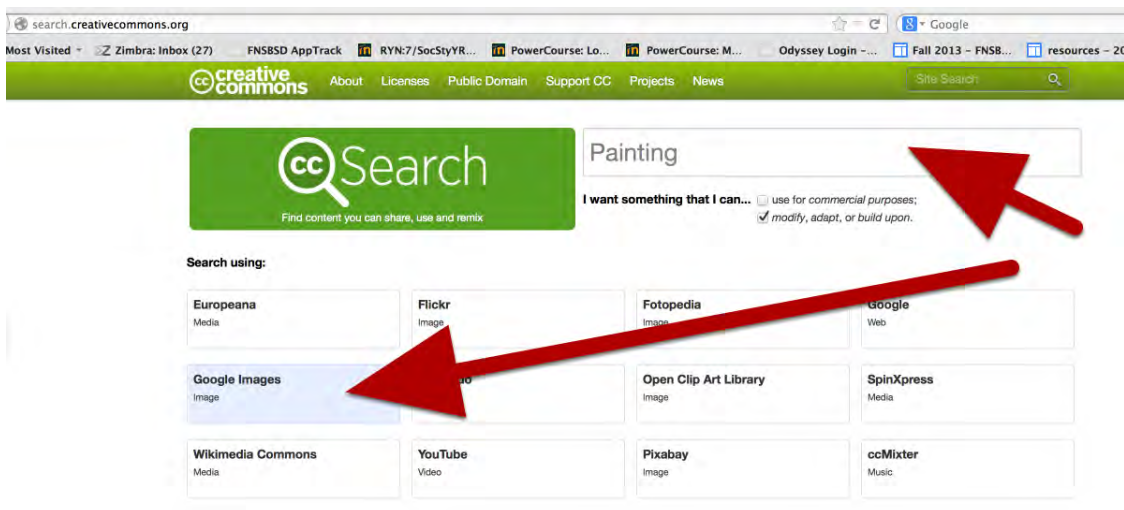 search.creativecommons.org
Google
Most Visited
Zimbra: Inbox (27)
FNSBSD AppTrack
RYN:7/SocStyYR...
PowerCourse: Lo...
PowerCourse: M...
Odyssey Login -...
Fall 2013 – FNSB...
resources – 20
cc creative commons
About
Licenses
Public Domain
Support CC
Projects
News
Site Search
cc Search
Find content you can share, use and remix
Painting
I want something that I can...
use for commercial purposes;
modify, adapt, or build upon.
Search using:
Europeana
Media
Flickr
Image
Fotopedia
Image
Google
Web
Google Images
Image
Open Clip Art Library
Image
SpinXpress
Media
Wikimedia Commons
Media
YouTube
Video
Pixabay
Image
ccMixter
Music